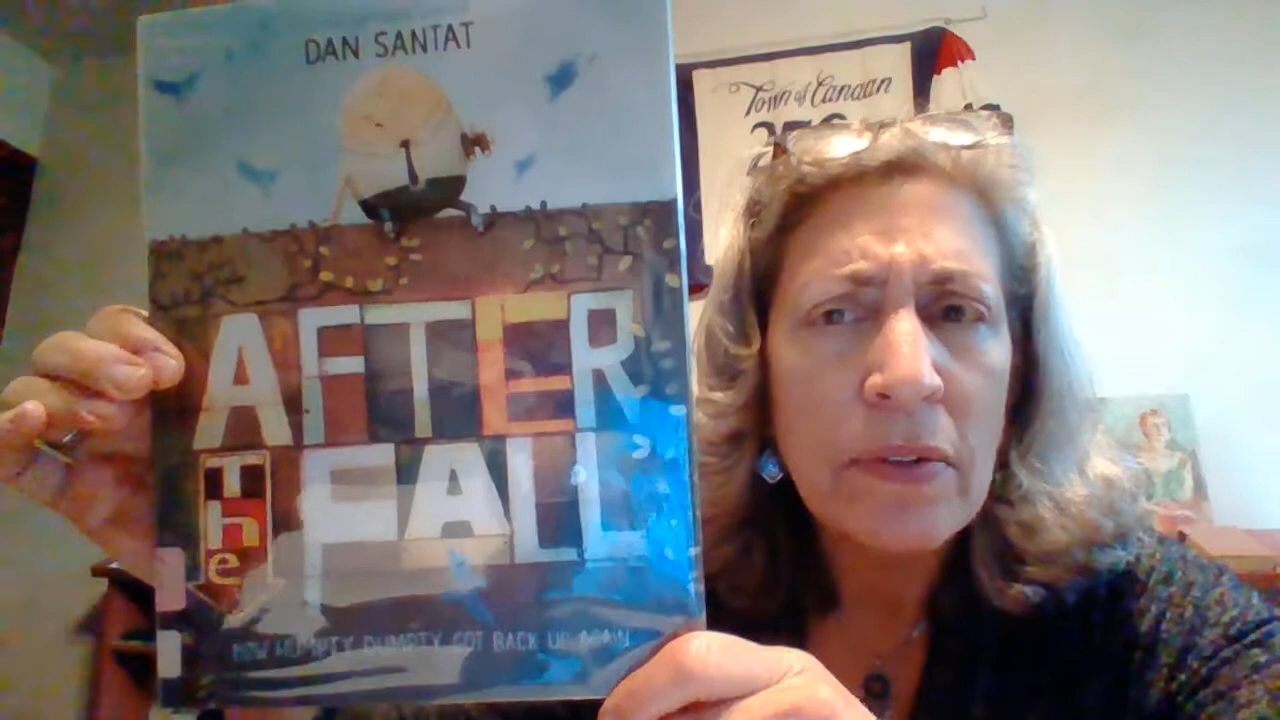 DAN SANTAT
AFTER
The
FALL
HOW HUMPTY DUMPTY GOT BACK UP AGAIN
Town of Canaan